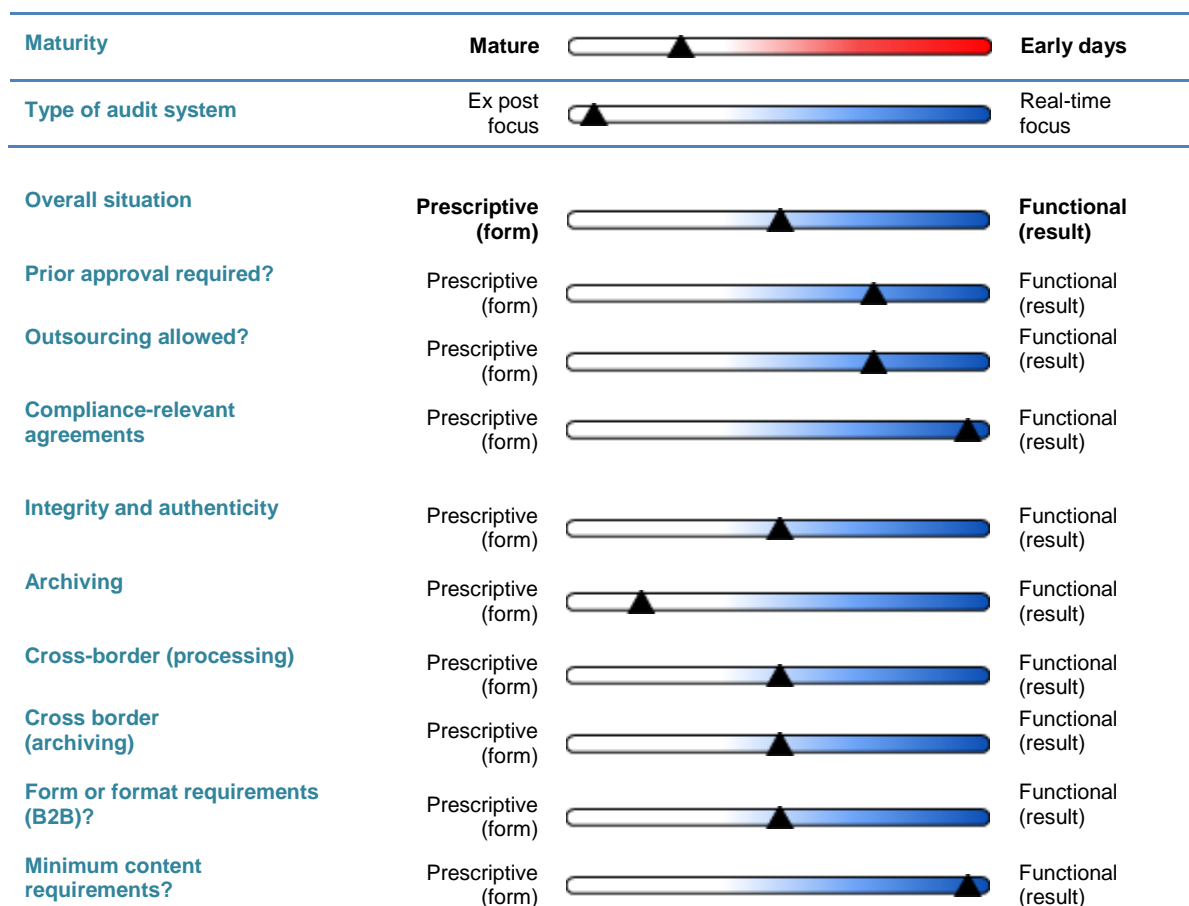 Maturity Mature Early days
Type of audit system Ex post focus Real-time focus
Overall situation Prescriptive (form) Functional (result)
Prior approval required? Prescriptive (form) Functional (result)
Outsourcing allowed? Prescriptive (form) Functional (result)
Compliance-relevant agreements Prescriptive (form) Functional (result)
Integrity and authenticity Prescriptive (form) Functional (result)
Archiving Prescriptive (form) Functional (result)
Cross-border (processing) Prescriptive (form) Functional (result)
Cross border (archiving) Prescriptive (form) Functional (result)
Form or format requirements (B2B)? Prescriptive (form) Functional (result)
Minimum content requirements? Prescriptive (form) Functional (result)